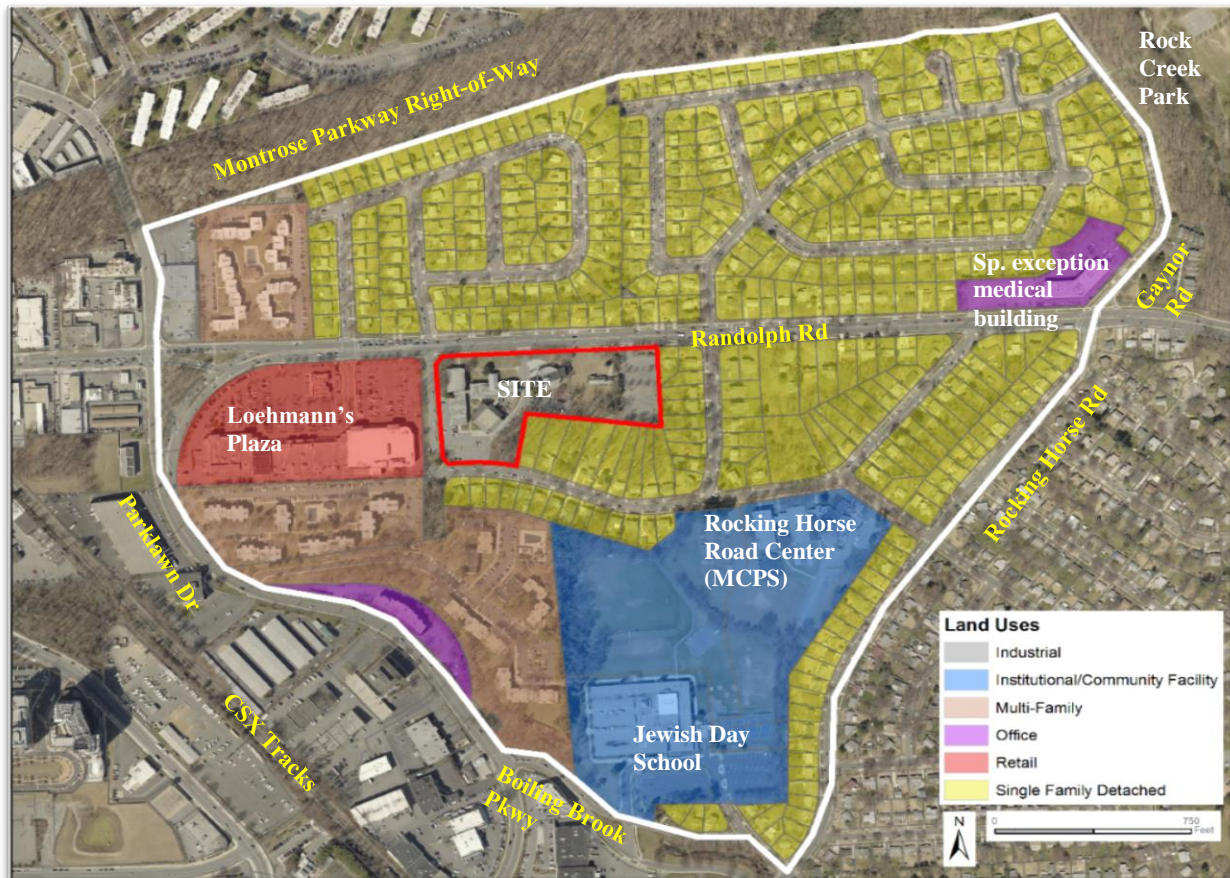 Rock
Creek
Park
Montrose Parkway Right-of-Way
Sp. exception
medical
building
Gaynor
Rd
Randolph Rd
SITE
Loehmann's
Plaza
Rocking Horse Rd
Parklawn Dr
Rocking Horse
Road Center
(MCPS)
CSX Tracks
Jewish Day
School
Boiling Brook
Pkwy
Land Uses
Industrial
Institutional/Community Facility
Multi-Family
Office
Retail
Single Family Detached
N
0 750
Feet